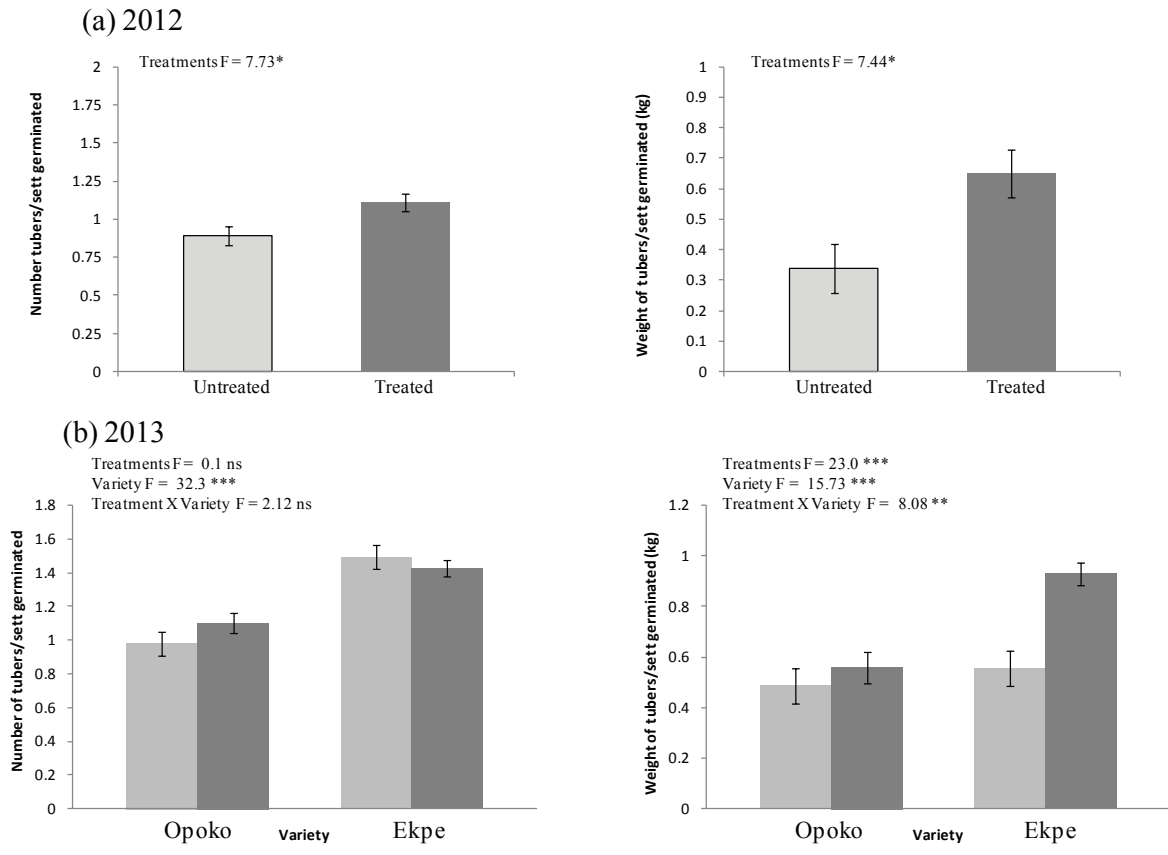 (a) 2012
Treatments F = 7.73*
Number tubers/sett germinated
2
1.75
1.5
1.25
1
0.75
0.5
0.25
0
Untreated Treated
Treatments F = 7.44*
Weight of tubers/sett germinated (kg)
1
0.9
0.8
0.7
0.6
0.5
0.4
0.3
0.2
0.1
0
Untreated Treated
(b) 2013
Treatments F = 0.1 ns
Variety F = 32.3 ***
Treatment X Variety F = 2.12 ns
Number of tubers/sett germinated
1.8
1.6
1.4
1.2
1
0.8
0.6
0.4
0.2
0
Opoko Variety Ekpe
Treatments F = 23.0 ***
Variety F = 15.73 ***
Treatment X Variety F = 8.08 **
Weight of tubers/sett germinated (kg)
1.2
1
0.8
0.6
0.4
0.2
0
Opoko Variety Ekpe